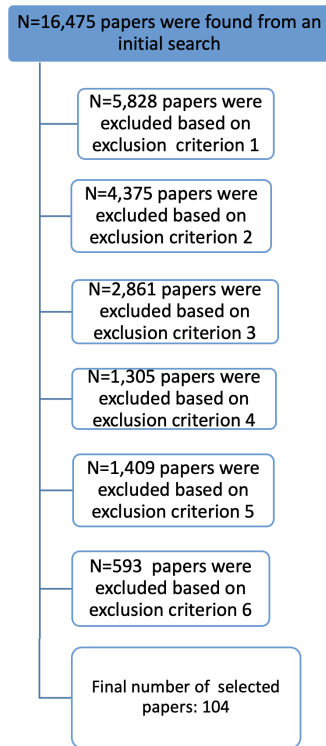 N=16,475 papers were found from an
initial search
N=5,828 papers were
excluded based on
exclusion criterion 1
N=4,375 papers were
excluded based on
exclusion criterion 2
N=2,861 papers were
excluded based on
exclusion criterion 3
N=1,305 papers were
excluded based on
exclusion criterion 4
N=1,409 papers were
excluded based on
exclusion criterion 5
N=593 papers were
excluded based on
exclusion criterion 6
Final number of selected
papers: 104